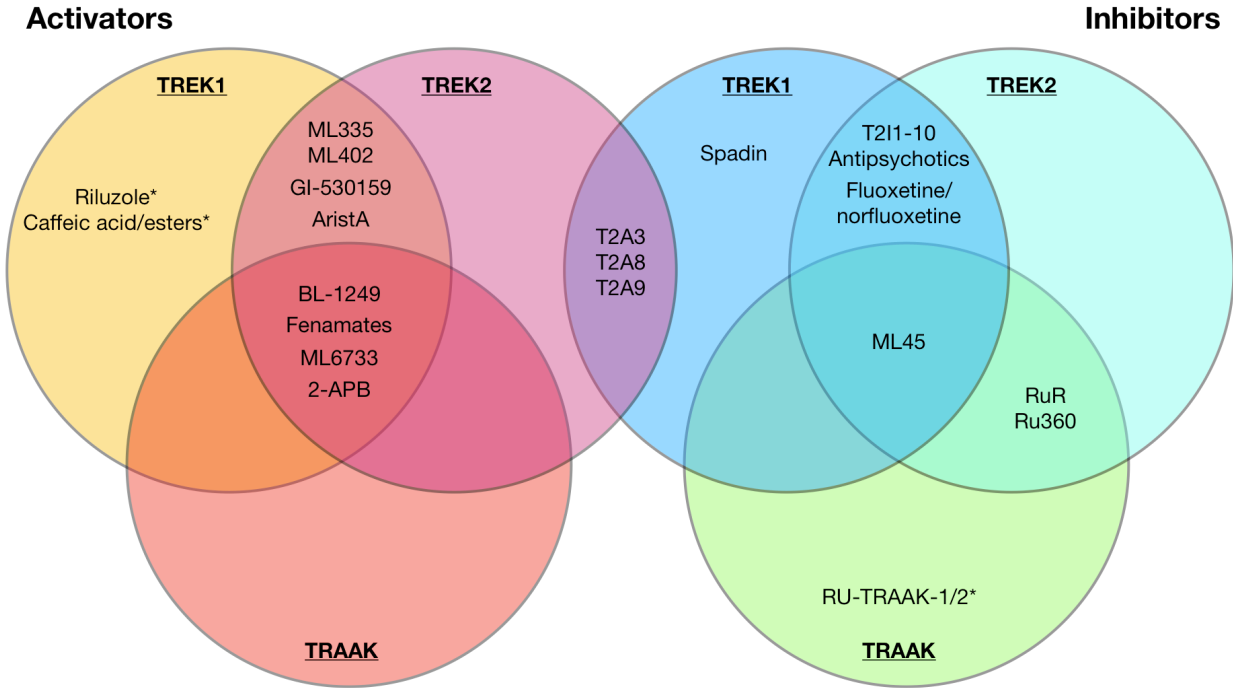 Activators
Inhibitors
TREK1
TREK2
TREK1
TREK2
ML335
ML402
GI-530159
AristA
Riluzole*
Caffeic acid/esters*
BL-1249
Fenamates
ML6733
2-APB
TRAAK
T2A3
T2A8
T2A9
Spadin
T2I1-10
Antipsychotics
Fluoxetine/
norfluoxetine
ML45
RuR
Ru360
RU-TRAAK-1/2*
TRAAK